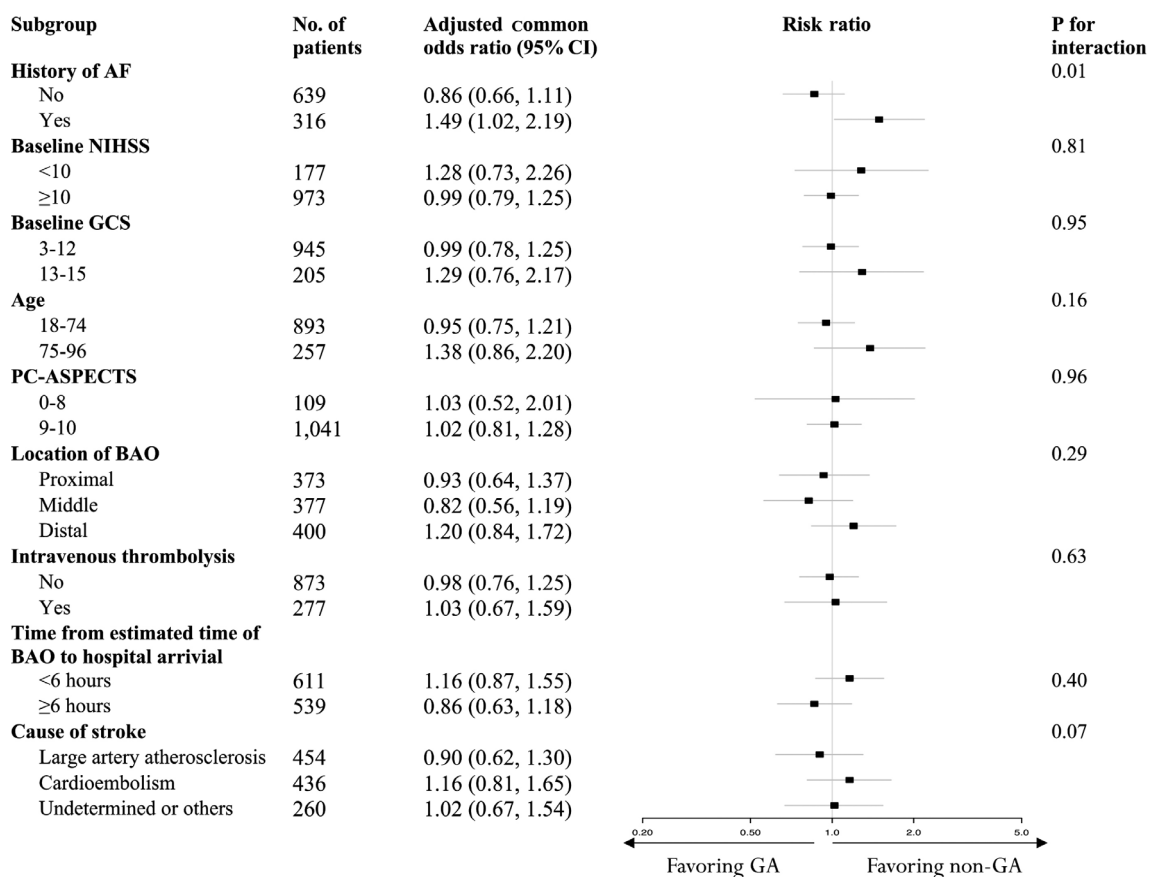 Subgroup No. of patients Adjusted common odds ratio (95% CI) Risk ratio P for interaction
History of AF 0.01
No 639 0.86 (0.66, 1.11)
Yes 316 1.49 (1.02, 2.19)
Baseline NIHSS 0.81
<10 177 1.28 (0.73, 2.26)
≥10 973 0.99 (0.79, 1.25)
Baseline GCS 0.95
3-12 945 0.99 (0.78, 1.25)
13-15 205 1.29 (0.76, 2.17)
Age 0.16
18-74 893 0.95 (0.75, 1.21)
75-96 257 1.38 (0.86, 2.20)
PC-ASPECTS 0.96
0-8 109 1.03 (0.52, 2.01)
9-10 1,041 1.02 (0.81, 1.28)
Location of BAO 0.29
Proximal 373 0.93 (0.64, 1.37)
Middle 377 0.82 (0.56, 1.19)
Distal 400 1.20 (0.84, 1.72)
Intravenous thrombolysis 0.63
No 873 0.98 (0.76, 1.25)
Yes 277 1.03 (0.67, 1.59)
Time from estimated time of
BAO to hospital arrivial
<6 hours 611 1.16 (0.87, 1.55) 0.40
≥6 hours 539 0.86 (0.63, 1.18)
Cause of stroke 0.07
Large artery atherosclerosis 454 0.90 (0.62, 1.30)
Cardioembolism 436 1.16 (0.81, 1.65)
Undetermined or others 260 1.02 (0.67, 1.54)
0.20 0.50 1.0 2.0 5.0
Favoring GA Favoring non-GA